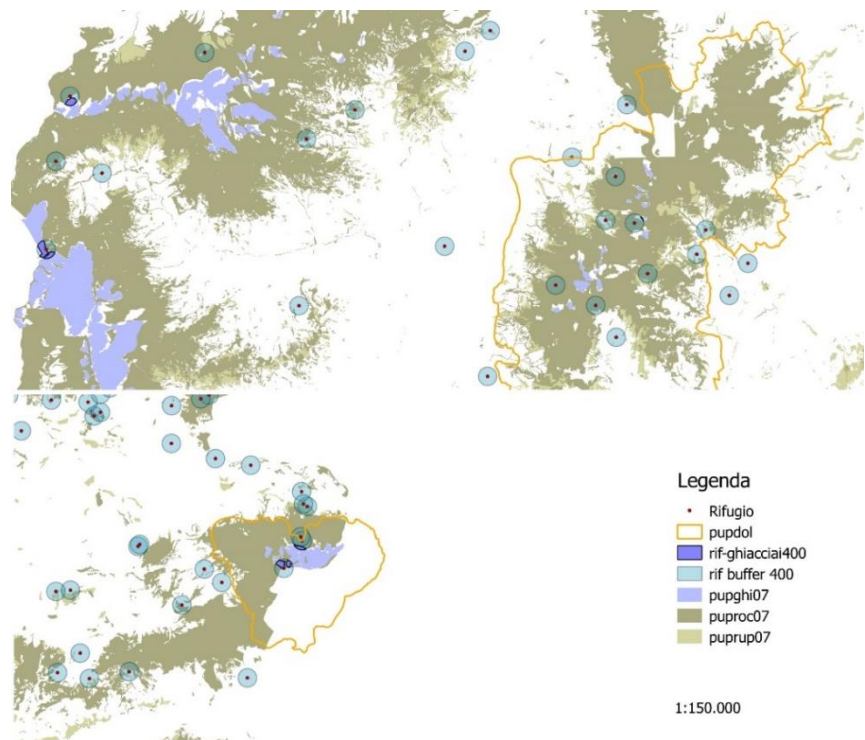 Legenda
Rifugio
pupdol
rif-ghiacciai400
rif buffer 400
pupghi07
puproc07
puprup07
1:150.000